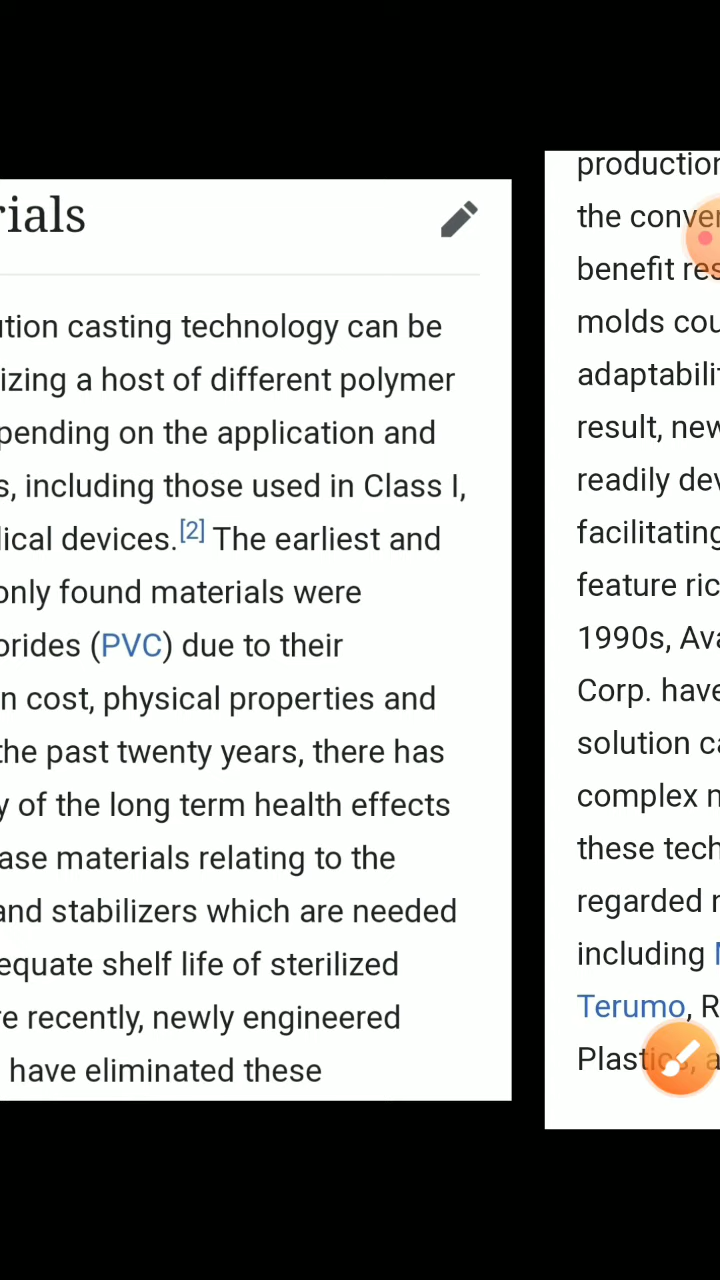 rials
ution casting technology can be
izing a host of different polymer
pending on the application and
s, including those used in Class I,
lical devices.[2] The earliest and
only found materials were
orides (PVC) due to their
n cost, physical properties and
the past twenty years, there has
y of the long term health effects
ase materials relating to the
and stabilizers which are needed
equate shelf life of sterilized
re recently, newly engineered
have eliminated these
production
the conver
benefit res
molds cou
adaptabilit
result, new
readily dev
facilitating
feature ric
1990s, Ava
Corp. have
solution ca
complex m
these tech
regarded n
including
Terumo, R
Plastics, a